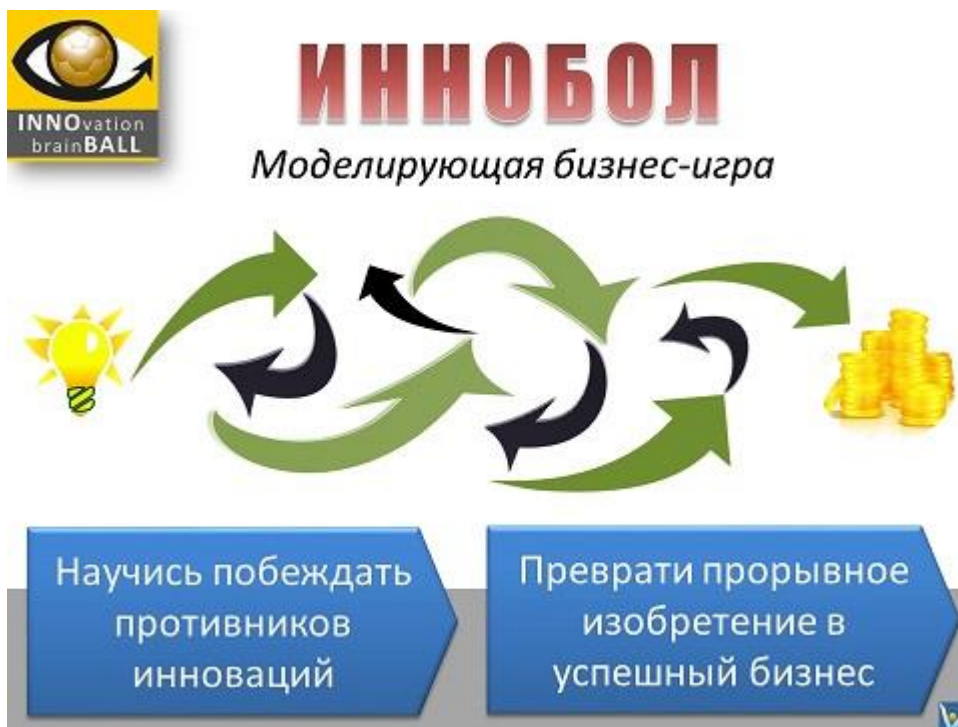 INNOvation
brainBALL
ИННОБОЛ
Моделирующая бизнес-игра
Научись побеждать
противников
инноваций
Преврати прорывное
изобретение в
успешный бизнес